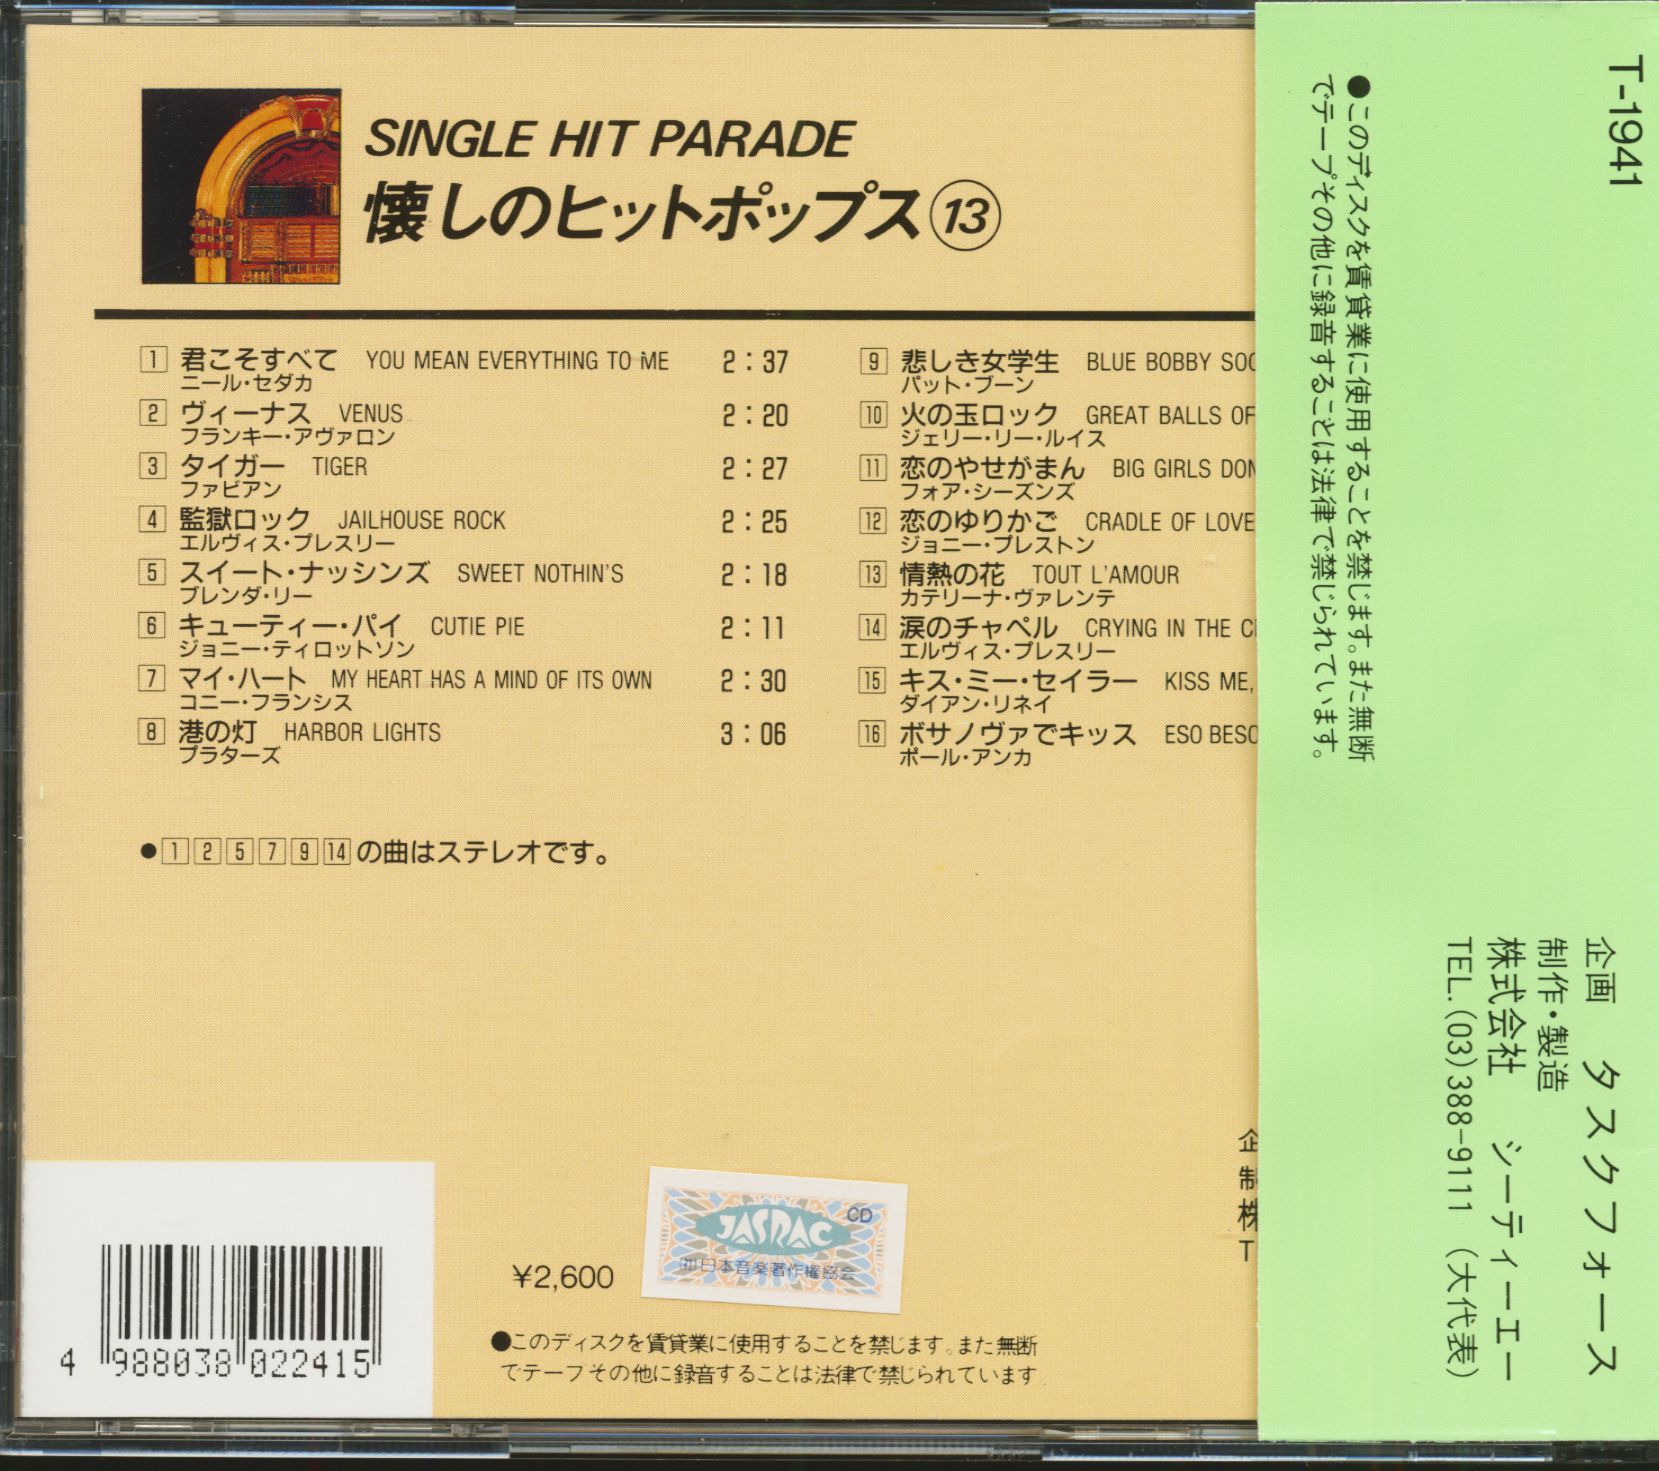 SINGLE HIT PARADE
懐しのヒットポップス⑬
1 君こそすべて YOU MEAN EVERYTHING TO ME 2:37
ニール・セダカ
2 ヴィーナス VENUS 2:20
フランキー・アヴァロン
3 タイガー TIGER 2:27
ファビアン
4 監獄ロック JAILHOUSE ROCK 2:25
エルヴィス・プレスリー
5 スイート・ナッシンズ SWEET NOTHIN'S 2:18
ブレンダ・リー
6 キューティー・パイ CUTIE PIE 2:11
ジョニー・ティロットソン
7 マイ・ハート MY HEART HAS A MIND OF ITS OWN 2:30
コニー・フランシス
8 港の灯 HARBOR LIGHTS 3:06
プラターズ
9 悲しき女学生 BLUE BOBBY
パット・ブーン
10 火の玉ロック GREAT BALLS OF
ジェリー・リー・ルイス
11 恋のやせがまん BIG GIRLS
フォア・シーズンズ
12 恋のゆりかご CRADLE OF LOVE
ジョニー・プレストン
13 情熱の花 TOUT L'AMOUR
カテリーナ・ヴァレンテ
14 涙のチャペル CRYING IN THE
エルヴィス・プレスリー
15 キス・ミー・セイラー KISS ME,
ダイアン・リネイ
16 ボサノヴァでキッス ESO
ポール・アンカ
●1 2 5 7 9 14の曲はステレオです。
企
制
株
T
¥2,600
JASRAC CD
㈳日本音楽著作権協会
●このディスクを賃貸業に使用することを禁じます。また無断
でテープその他に録音することは法律で禁じられています
4 988038 022415
T-1941
●このディスクを賃貸業に使用することを禁じます。また無断
でテープその他に録音することは法律で禁じられています。
企画 タスクフォース
制作・製造
株式会社 シーティーエー
TEL.(03)388-9111 (大代表)